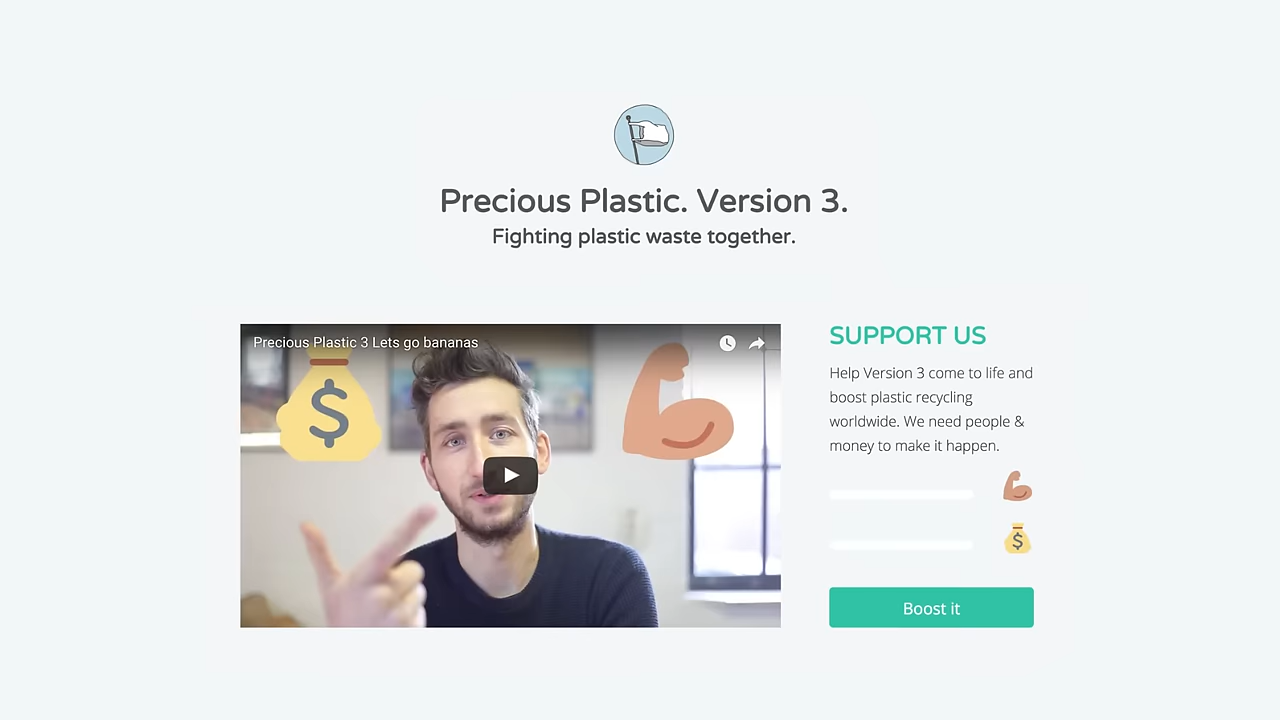 Precious Plastic. Version 3.
Fighting plastic waste together.
Precious Plastic 3 Lets go bananas
$
SUPPORT US
Help Version 3 come to life and
boost plastic recycling
worldwide. We need people &
money to make it happen.
$
Boost it